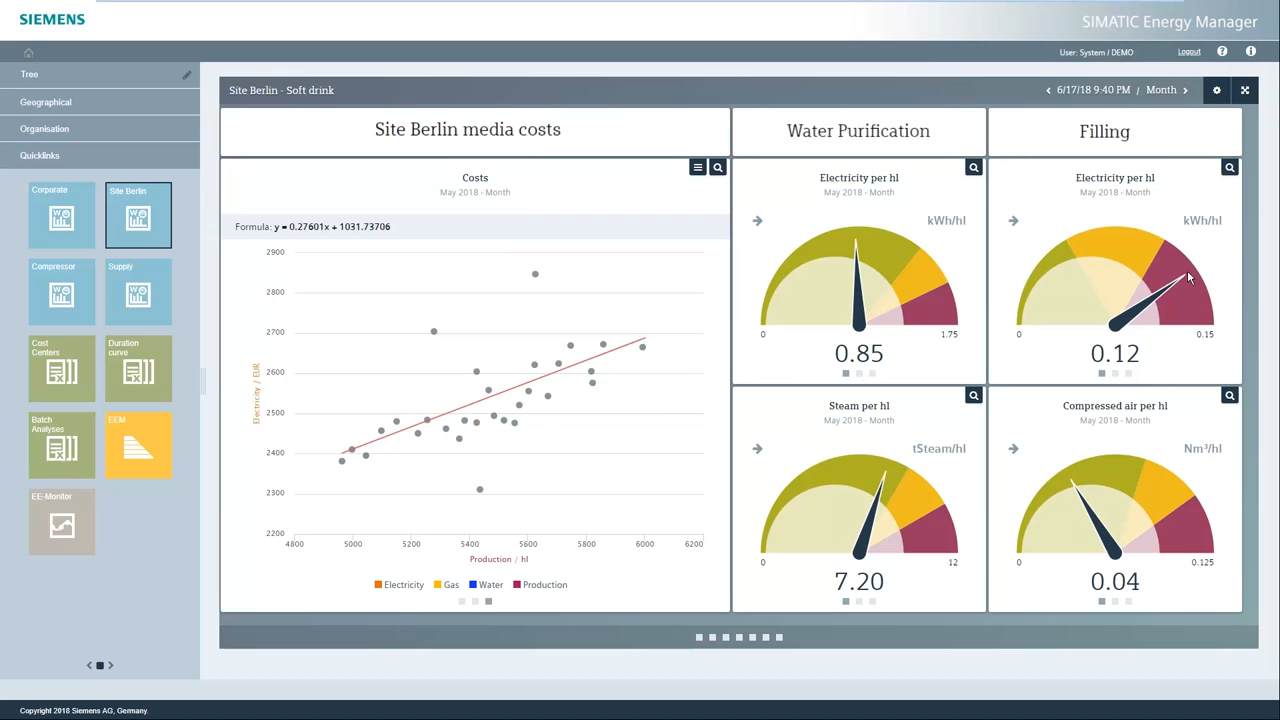 SIEMENS
SIMATIC Energy Manager
User: System / DEMO
Logout
Tree
Geographical
Organisation
Quicklinks
Corporate
Site Berlin
Compressor
Supply
Cost
Centers
Duration
curve
Batch
Analyses
EEM
EE-Monitor
Site Berlin - Soft drink
6/17/18 9:40 PM / Month
Site Berlin media costs
Water Purification
Filling
Costs
May 2018 - Month
Formula: y = 0.27601x + 1031.73706
2900
2800
2700
2600
2500
2400
2300
2200
Electricity / EUR
4800 5000 5200 5400 5600 5800 6000 6200
Production / hl
Electricity Gas Water Production
Electricity per hl
May 2018 - Month
kWh/hl
0 1.75
0.85
Electricity per hl
May 2018 - Month
kWh/hl
0 0.15
0.12
Steam per hl
May 2018 - Month
tSteam/hl
0 12
7.20
Compressed air per hl
May 2018 - Month
Nm³/hl
0 0.125
0.04
Copyright 2018 Siemens AG, Germany.